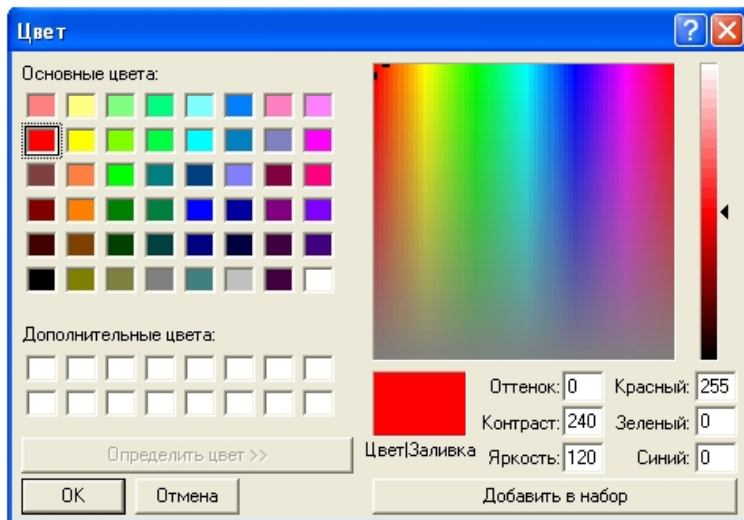 Цвет
Основные цвета:
Дополнительные цвета:
Оттенок: 0 Красный: 255
Контраст: 240 Зеленый: 0
Цвет|Заливка Яркость: 120 Синий: 0
Определить цвет >>
OK Отмена Добавить в набор